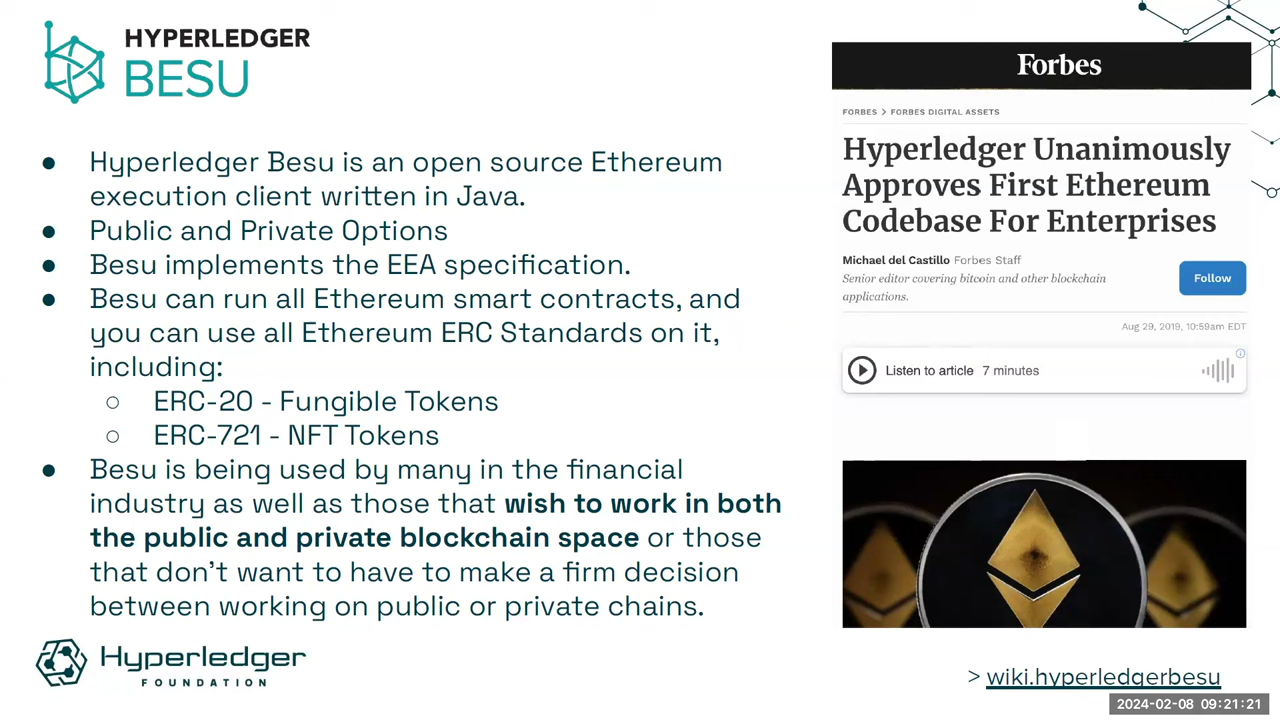 HYPERLEDGER
BESU
● Hyperledger Besu is an open source Ethereum
execution client written in Java.
● Public and Private Options
● Besu implements the EEA specification.
● Besu can run all Ethereum smart contracts, and
you can use all Ethereum ERC Standards on it,
including:
○ ERC-20 - Fungible Tokens
○ ERC-721 - NFT Tokens
● Besu is being used by many in the financial
industry as well as those that wish to work in both
the public and private blockchain space or those
that don't want to have to make a firm decision
between working on public or private chains.
Hyperledger
FOUNDATION
Forbes
FORBES > FORBES DIGITAL ASSETS
Hyperledger Unanimously
Approves First Ethereum
Codebase For Enterprises
Michael del Castillo Forbes Staff
Senior editor covering bitcoin and other blockchain
applications.
Follow
Aug 29, 2019, 10:59am EDT
Listen to article 7 minutes
> wiki.hyperledgerbesu
2024-02-08 09:21:21